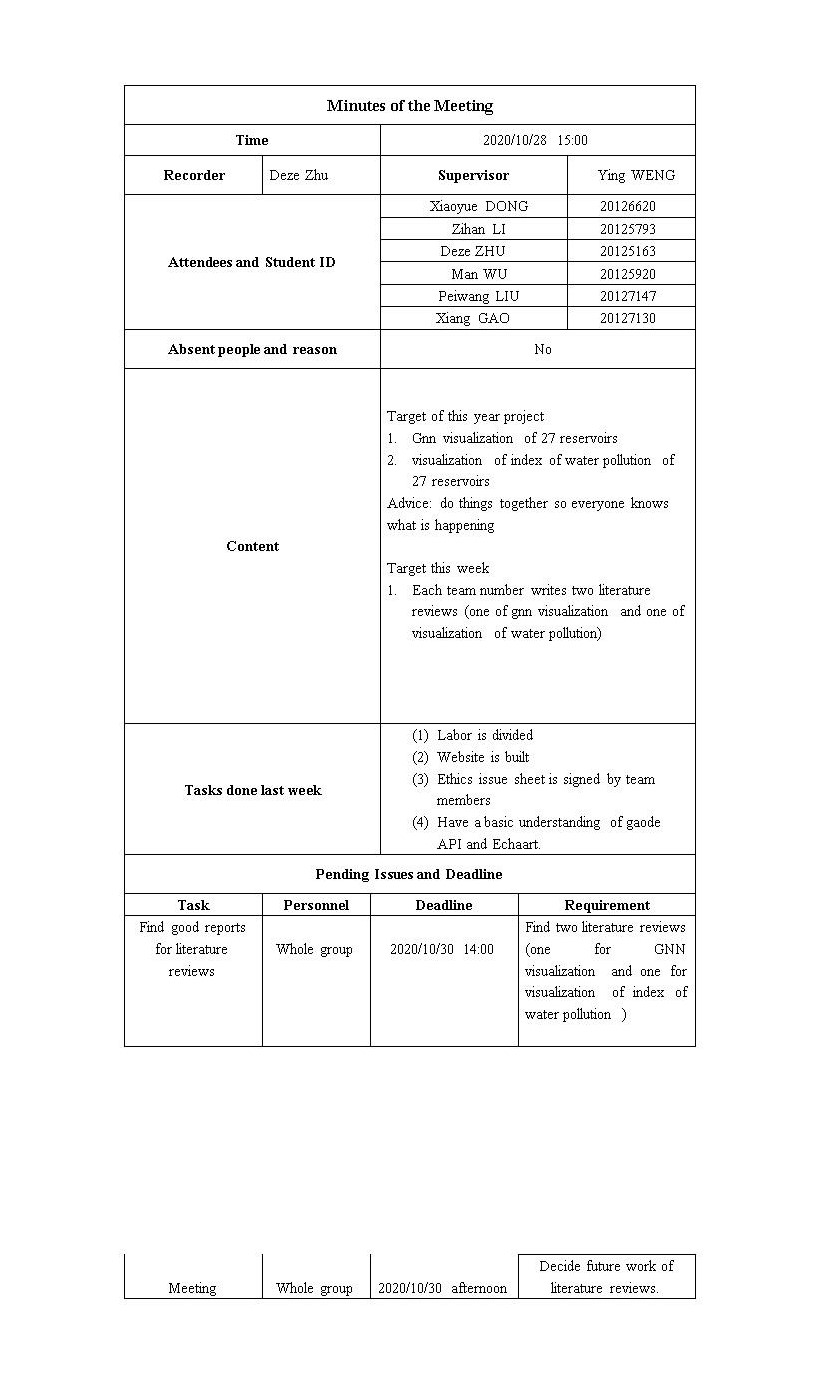 Minutes of the Meeting
Time 2020/10/28 15:00
Recorder Deze Zhu Supervisor Ying WENG
Attendees and Student ID
Xiaoyue DONG 20126620
Zihan LI 20125793
Deze ZHU 20125163
Man WU 20125920
Peiwang LIU 20127147
Xiang GAO 20127130
Absent people and reason No
Content
Target of this year project
1. Gnn visualization of 27 reservoirs
2. visualization of index of water pollution of
27 reservoirs
Advice: do things together so everyone knows
what is happening
Target this week
1. Each team number writes two literature
reviews (one of gnn visualization and one of
visualization of water pollution)
Tasks done last week
(1) Labor is divided
(2) Website is built
(3) Ethics issue sheet is signed by team
members
(4) Have a basic understanding of gaode
API and Echaart.
Pending Issues and Deadline
Task Personnel Deadline Requirement
Find good reports
for literature
reviews
Whole group
2020/10/30 14:00
Find two literature reviews
(one for GNN
visualization and one for
visualization of index of
water pollution )
Meeting
Whole group
2020/10/30 afternoon
Decide future work of
literature reviews.